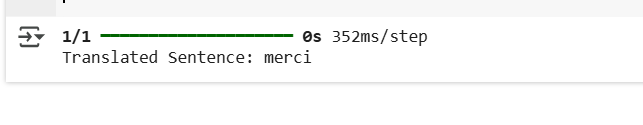 1/1 ━━━━━━━━━━━━━━━━━━━━ 0s 352ms/step
Translated Sentence: merci